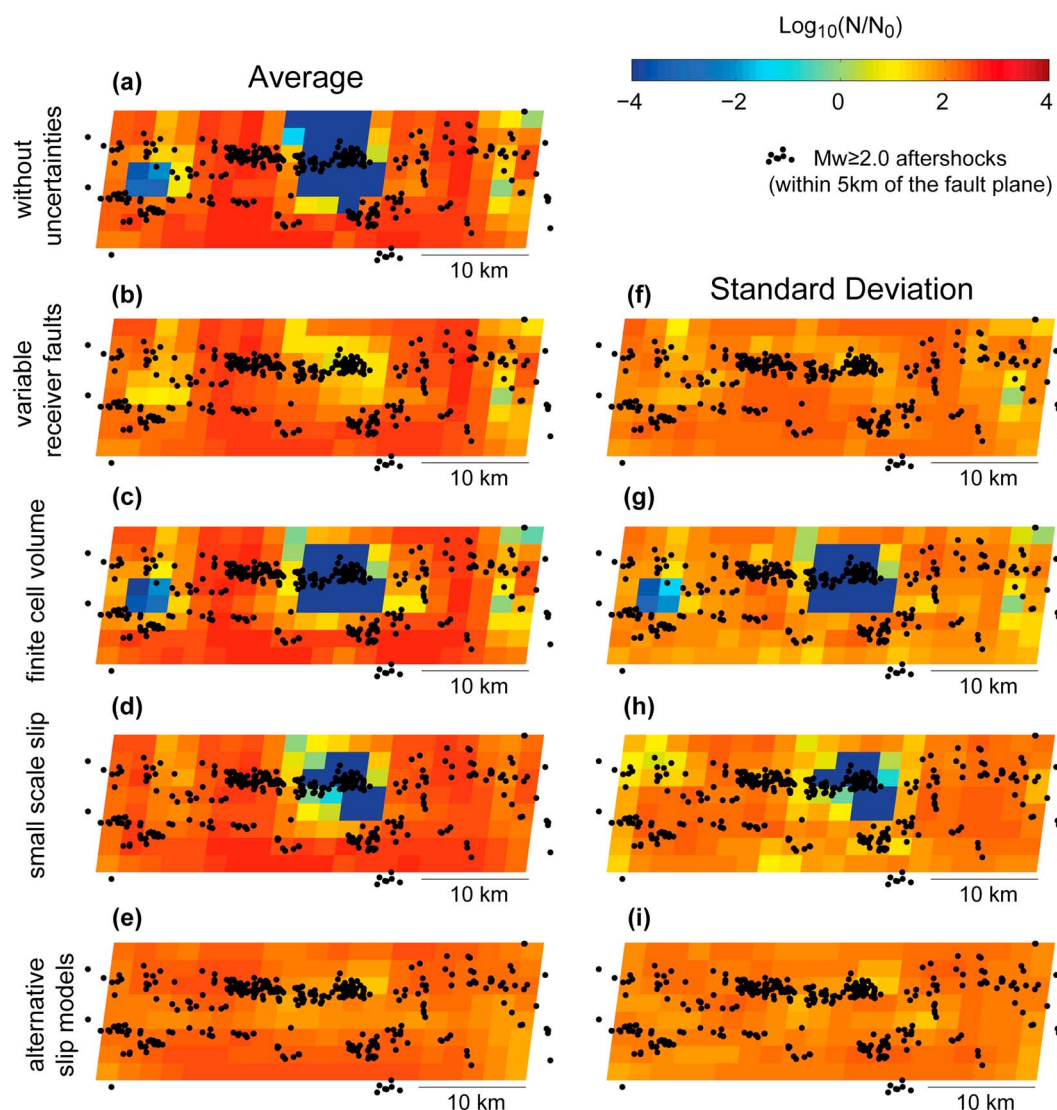 Log10(N/N0)
−4 −2 0 2 4
Mw≥2.0 aftershocks
(within 5km of the fault plane)
Average
(a)
without
uncertainties
10 km
Standard Deviation
(b)
(f)
variable
receiver faults
10 km
10 km
(c)
(g)
finite cell volume
10 km
10 km
(d)
(h)
small scale slip
10 km
10 km
(e)
(i)
alternative
slip models
10 km
10 km